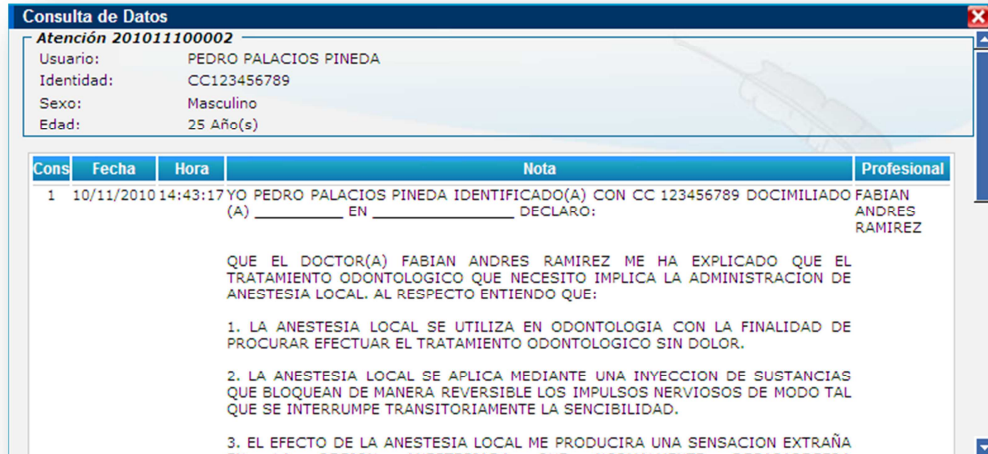 Consulta de Datos
Atención 201011100002
Usuario: PEDRO PALACIOS PINEDA
Identidad: CC123456789
Sexo: Masculino
Edad: 25 Año(s)
Cons Fecha Hora Nota Profesional
1 10/11/2010 14:43:17 YO PEDRO PALACIOS PINEDA IDENTIFICADO(A) CON CC 123456789 DOCIMILIADO FABIAN
(A) __________ EN ________________ DECLARO: ANDRES
RAMIREZ
QUE EL DOCTOR(A) FABIAN ANDRES RAMIREZ ME HA EXPLICADO QUE EL
TRATAMIENTO ODONTOLOGICO QUE NECESITO IMPLICA LA ADMINISTRACION DE
ANESTESIA LOCAL. AL RESPECTO ENTIENDO QUE:
1. LA ANESTESIA LOCAL SE UTILIZA EN ODONTOLOGIA CON LA FINALIDAD DE
PROCURAR EFECTUAR EL TRATAMIENTO ODONTOLOGICO SIN DOLOR.
2. LA ANESTESIA LOCAL SE APLICA MEDIANTE UNA INYECCION DE SUSTANCIAS
QUE BLOQUEAN DE MANERA REVERSIBLE LOS IMPULSOS NERVIOSOS DE MODO TAL
QUE SE INTERRUMPE TRANSITORIAMENTE LA SENCIBILIDAD.
3. EL EFECTO DE LA ANESTESIA LOCAL ME PRODUCIRA UNA SENSACION EXTRAÑA